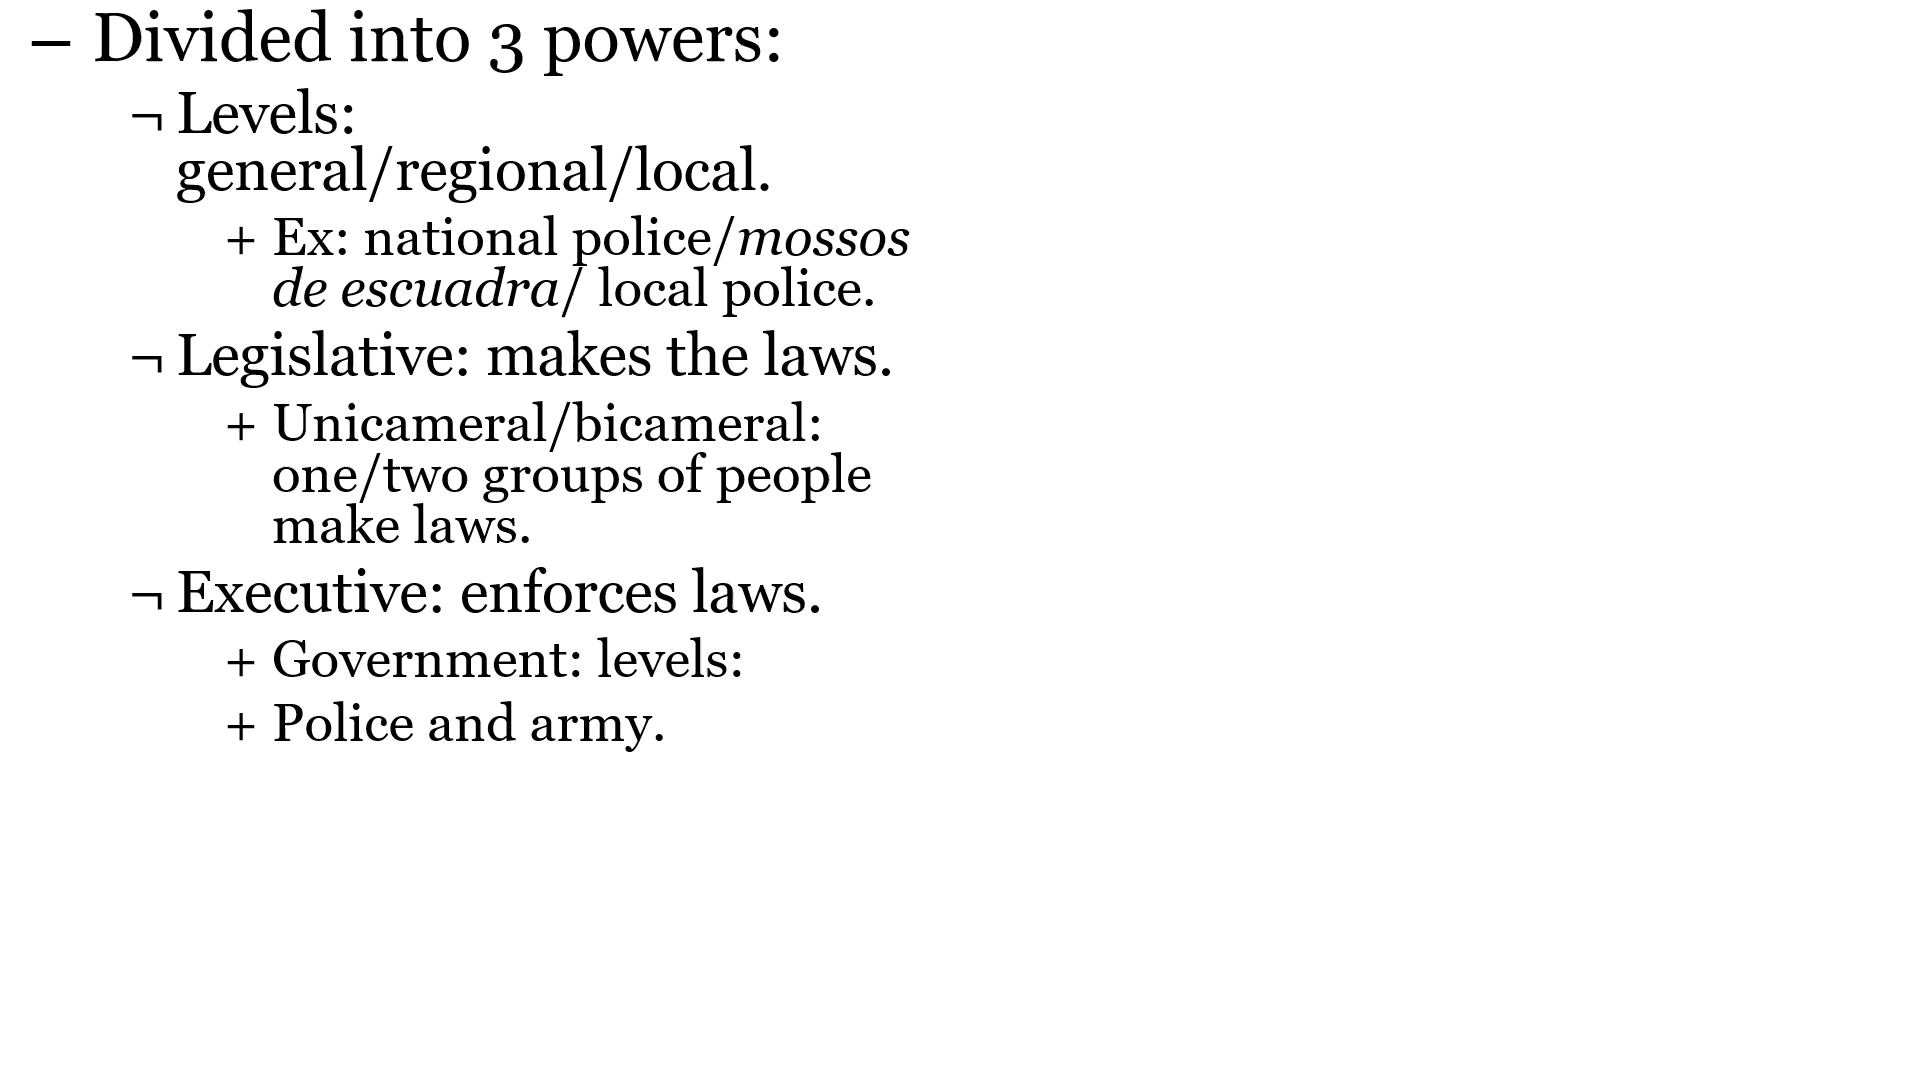 – Divided into 3 powers:
¬ Levels:
general/regional/local.
+ Ex: national police/mossos
de escuadra/ local police.
¬ Legislative: makes the laws.
+ Unicameral/bicameral:
one/two groups of people
make laws.
¬ Executive: enforces laws.
+ Government: levels:
+ Police and army.